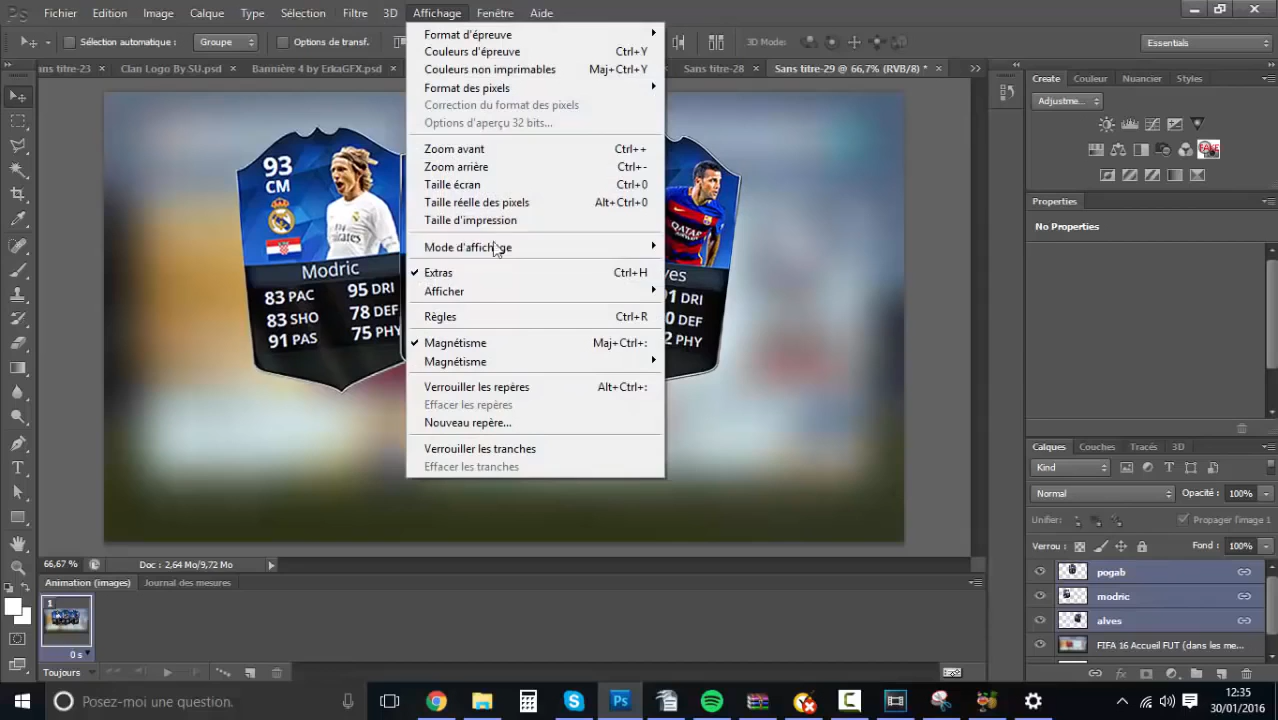 Ps Fichier Edition Image Calque Type Sélection Filtre 3D Affichage Fenêtre Aide
Sélection automatique : Groupe Options de transf. 3D Mode: Essentials
ans titre-23 × Clan Logo By SU.psd × Bannière 4 by ErkaGFX.psd × Sans titre-28 × Sans titre-29 @ 66,7% (RVB/8) * ×
Format d'épreuve
Couleurs d'épreuve Ctrl+Y
Couleurs non imprimables Maj+Ctrl+Y
Format des pixels
Correction du format des pixels
Options d'aperçu 32 bits...
Zoom avant Ctrl++
Zoom arrière Ctrl+-
Taille écran Ctrl+0
Taille réelle des pixels Alt+Ctrl+0
Taille d'impression
Mode d'affichage
Extras Ctrl+H
Afficher
Règles Ctrl+R
Magnétisme Maj+Ctrl+:
Magnétisme
Verrouiller les repères Alt+Ctrl+:
Effacer les repères
Nouveau repère...
Verrouiller les tranches
Effacer les tranches
93
CM
Fly
Emirates
Modric
83 PAC 95 DRI
83 SHO 78 DEF
91 PAS 75 PHY
ves
DRI
DEF
PHY
Create Couleur Nuancier Styles
Adjustme...
FAKE
Properties
No Properties
Calques Couches Tracés 3D
Kind
Normal Opacité : 100%
Unifier: Propager l'image 1
Verrou : Fond : 100%
pogab
modric
alves
FIFA 16 Accueil FUT (dans les me...
66,67 % Doc : 2,64 Mo/9,72 Mo
Animation (images) Journal des mesures
1
0 s
Toujours
Posez-moi une question.
12:35
30/01/2016